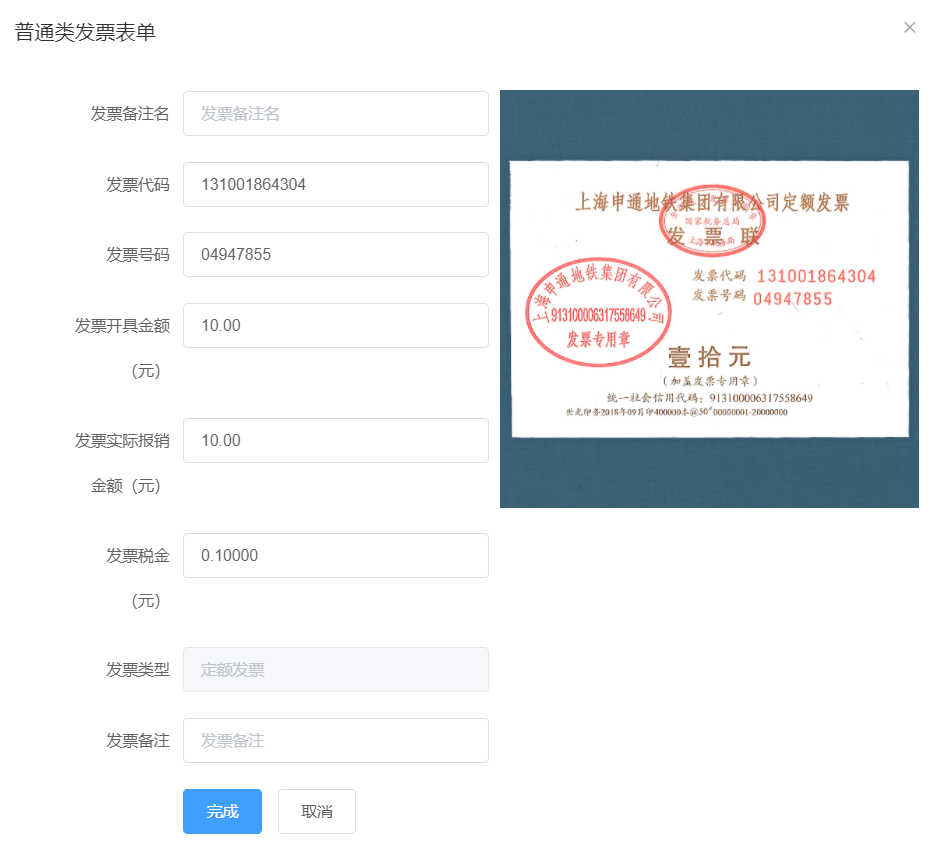 普通类发票表单
发票备注名
发票备注名
发票代码
131001864304
发票号码
04947855
发票开具金额
（元）
10.00
发票实际报销
金额（元）
10.00
发票税金
（元）
0.10000
发票类型
定额发票
发票备注
发票备注
完成
取消
上海申通地铁集团有限公司定额发票
国家税务总局
发票联
发票代码 131001864304
发票号码 04947855
上海申通地铁集团有限公司
913100006317558649
发票专用章
壹拾元
（加盖发票专用章）
统一社会信用代码：913100006317558649
世光印务2018年09月印400000本@50#00000001-20000000